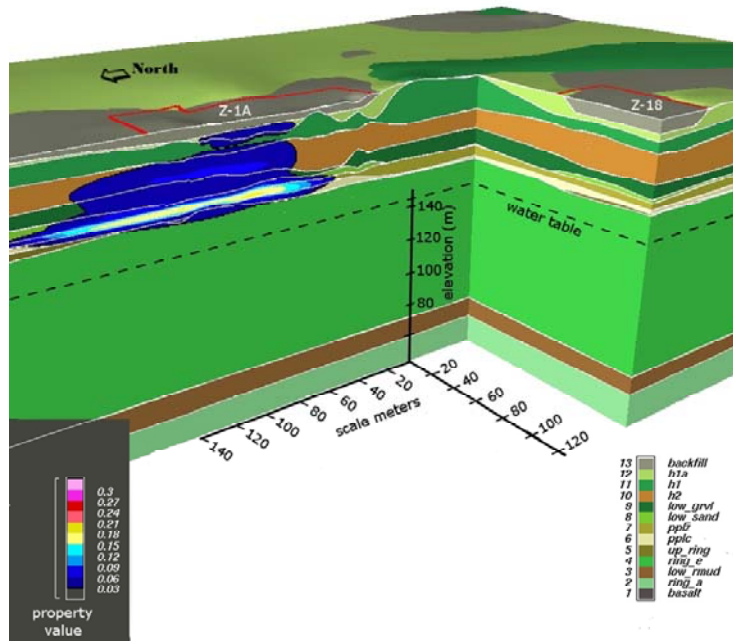 North
Z-1A
Z-18
140
120
100
80
elevation (m)
water table
20
40
60
80
100
120
140
scale meters
20
40
60
80
100
120
0.3
0.27
0.24
0.21
0.18
0.15
0.12
0.09
0.06
0.03
property
value
13 backfill
12 h1a
11 h1
10 h2
9 low_grvl
8 low_sand
7 pplz
6 pplc
5 up_ring
4 ring_e
3 low_rmud
2 ring_a
1 basalt